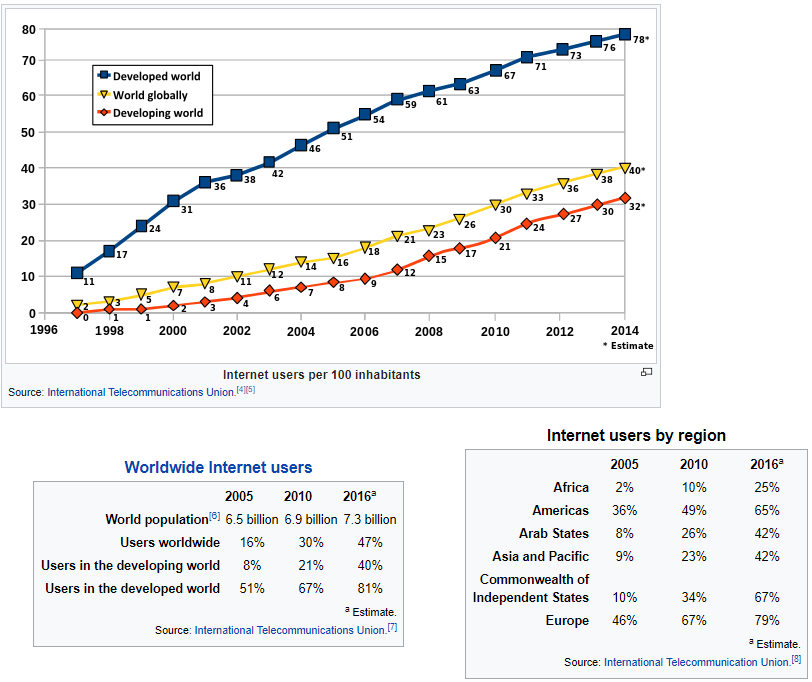 80
70
60
50
40
30
20
10
0
Developed world
World globally
Developing world
11 17 24 31 36 38 42 46 51 54 59 61 63 67 71 73 76 78*
2 3 5 7 8 11 12 14 16 18 21 23 26 30 33 36 38 40*
0 1 1 2 3 4 6 7 8 9 12 15 17 21 24 27 30 32*
1996 1998 2000 2002 2004 2006 2008 2010 2012 2014
* Estimate
Internet users per 100 inhabitants
Source: International Telecommunications Union.[4][5]
Worldwide Internet users
2005 2010 2016a
World population[6] 6.5 billion 6.9 billion 7.3 billion
Users worldwide 16% 30% 47%
Users in the developing world 8% 21% 40%
Users in the developed world 51% 67% 81%
a Estimate.
Source: International Telecommunications Union.[7]
Internet users by region
2005 2010 2016a
Africa 2% 10% 25%
Americas 36% 49% 65%
Arab States 8% 26% 42%
Asia and Pacific 9% 23% 42%
Commonwealth of
Independent States 10% 34% 67%
Europe 46% 67% 79%
a Estimate.
Source: International Telecommunication Union.[8]